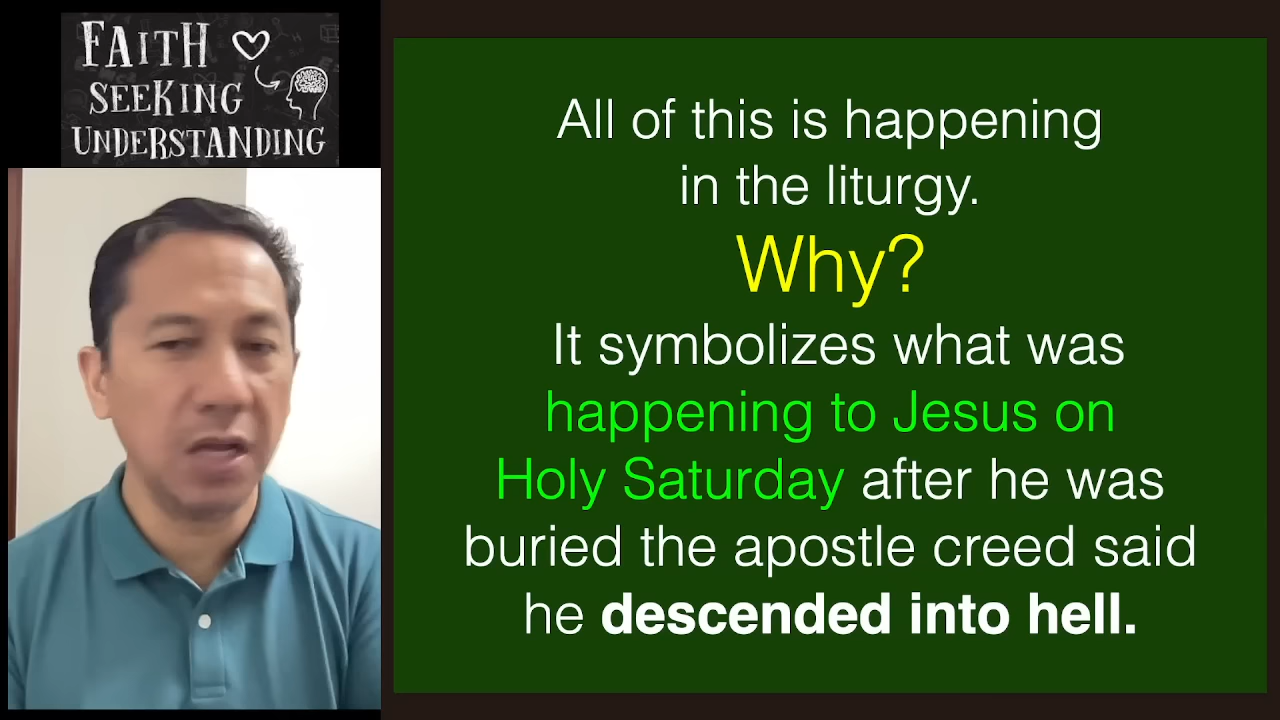 FAITH
SEEKING
UNDERSTANDING
All of this is happening
in the liturgy.
Why?
It symbolizes what was
happening to Jesus on
Holy Saturday after he was
buried the apostle creed said
he descended into hell.